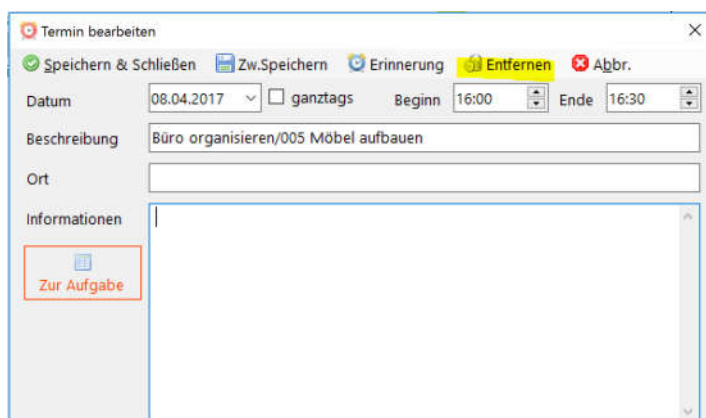 Termin bearbeiten
Speichern & Schließen Zw.Speichern Erinnerung Entfernen Abbr.
Datum 08.04.2017 ganztags Beginn 16:00 Ende 16:30
Beschreibung Büro organisieren/005 Möbel aufbauen
Ort
Informationen
Zur Aufgabe